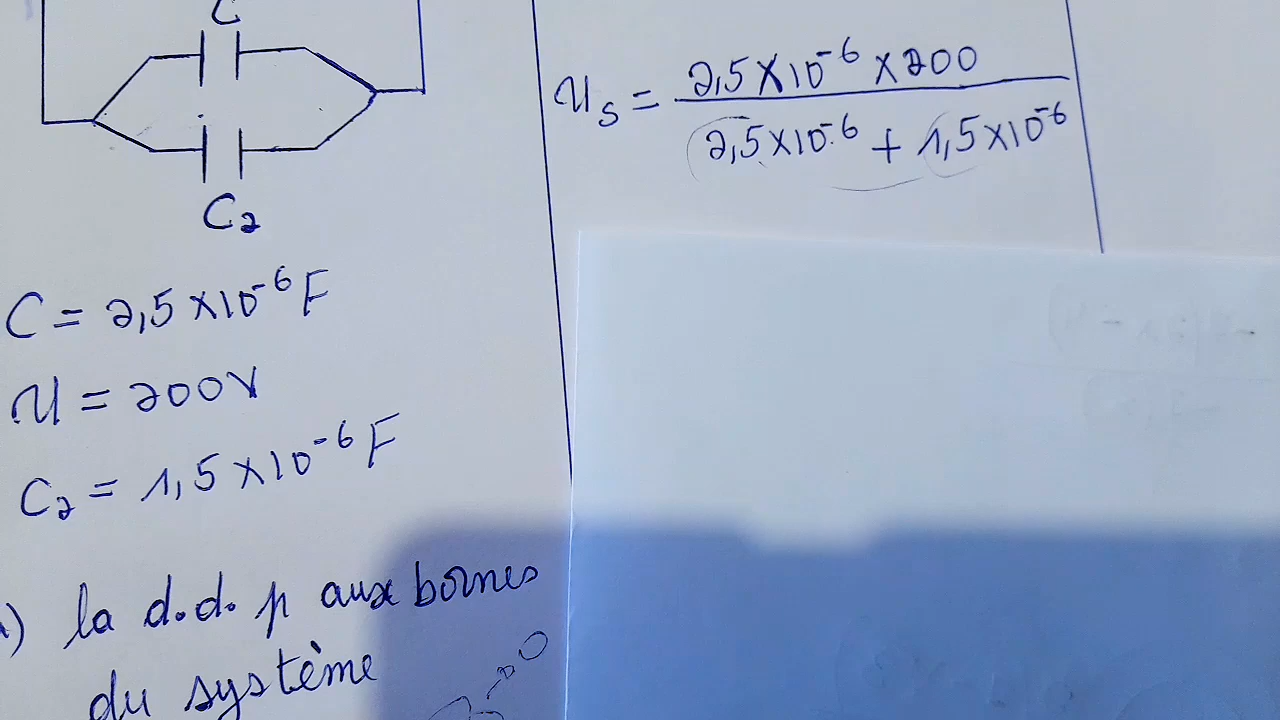 C
C₂
C = 2,5×10⁻⁶ F
U = 200V
C₂ = 1,5×10⁻⁶ F
) la d.d.p aux bornes
du système
U_S = 2,5×10⁻⁶ × 200
2,5×10⁻⁶ + 1,5×10⁻⁶